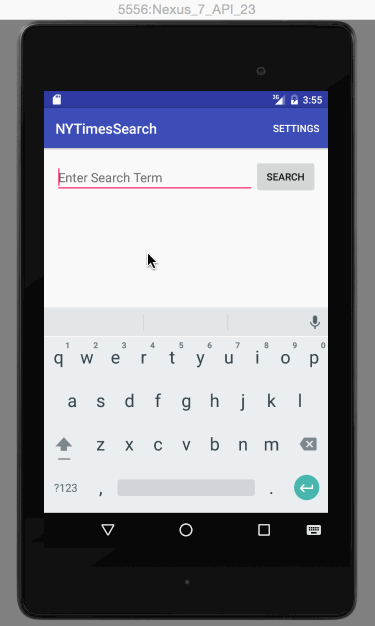 5556:Nexus_7_API_23
3G 3:55
NYTimesSearch SETTINGS
Enter Search Term SEARCH
1 2 3 4 5 6 7 8 9 0
q w e r t y u i o p
a s d f g h j k l
z x c v b n m
?123 , .